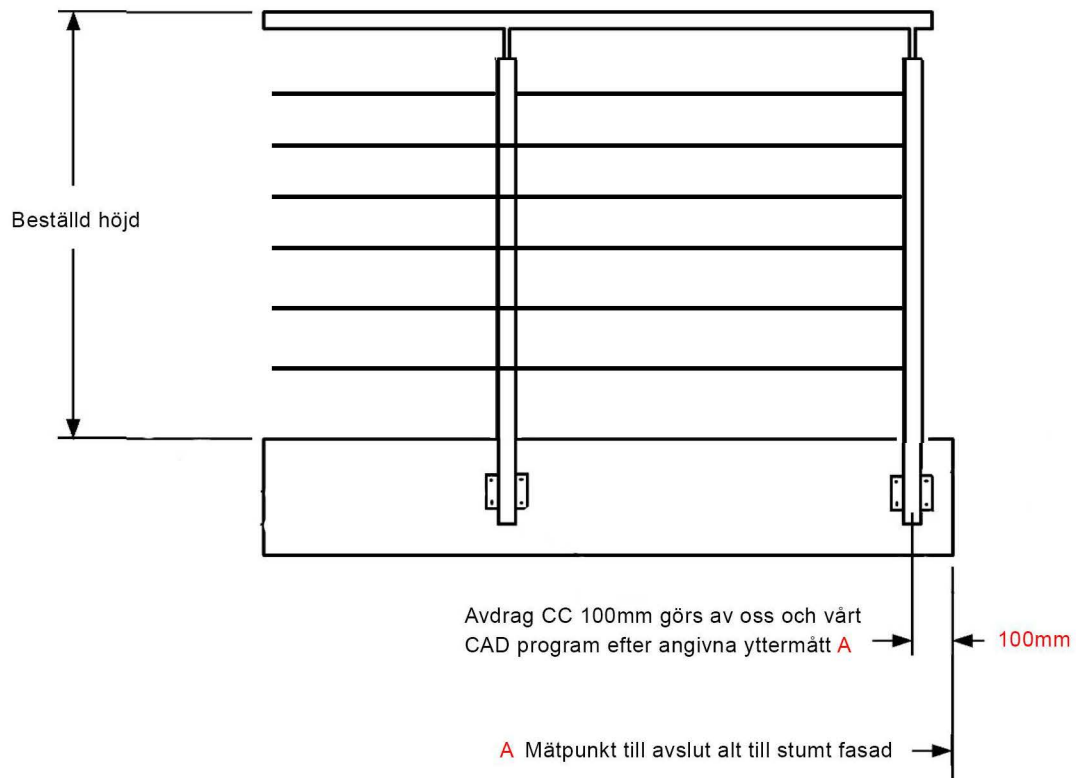 Beställd höjd
Avdrag CC 100mm görs av oss och vårt
CAD program efter angivna yttermått A
100mm
A Mätpunkt till avslut alt till stumt fasad